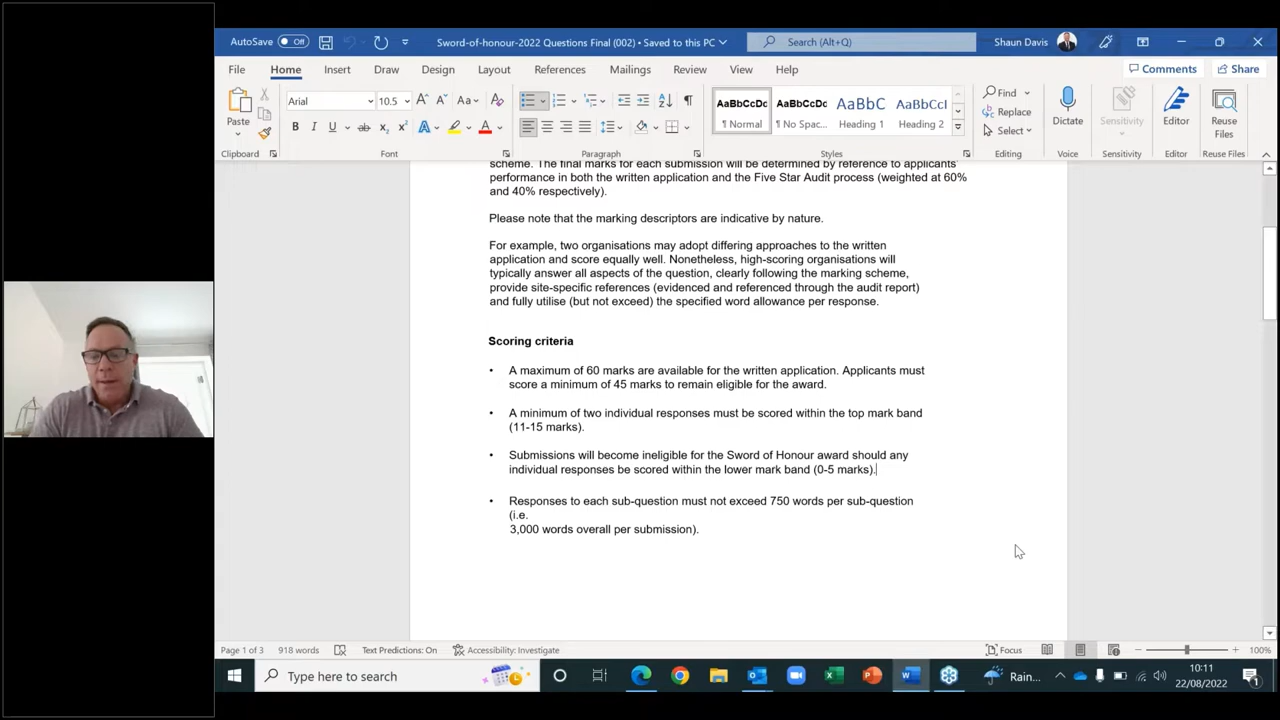 AutoSave Off Sword-of-honour-2022 Questions Final (002) • Saved to this PC Search (Alt+Q) Shaun Davis
File Home Insert Draw Design Layout References Mailings Review View Help Comments Share
Paste Arial 10.5 AaBbCcDc AaBbCcDc AaBbC AaBbCcI Find Replace Select Dictate Sensitivity Editor Reuse Files
¶ Normal ¶ No Spac... Heading 1 Heading 2
Clipboard Font Paragraph Styles Editing Voice Sensitivity Editor Reuse Files
scheme. The final marks for each submission will be determined by reference to applicants'
performance in both the written application and the Five Star Audit process (weighted at 60%
and 40% respectively).
Please note that the marking descriptors are indicative by nature.
For example, two organisations may adopt differing approaches to the written
application and score equally well. Nonetheless, high-scoring organisations will
typically answer all aspects of the question, clearly following the marking scheme,
provide site-specific references (evidenced and referenced through the audit report)
and fully utilise (but not exceed) the specified word allowance per response.
Scoring criteria
• A maximum of 60 marks are available for the written application. Applicants must
score a minimum of 45 marks to remain eligible for the award.
• A minimum of two individual responses must be scored within the top mark band
(11-15 marks).
• Submissions will become ineligible for the Sword of Honour award should any
individual responses be scored within the lower mark band (0-5 marks).
• Responses to each sub-question must not exceed 750 words per sub-question
(i.e.
3,000 words overall per submission).
Page 1 of 3 918 words Text Predictions: On Accessibility: Investigate Focus 100%
Type here to search Rain... 10:11
22/08/2022